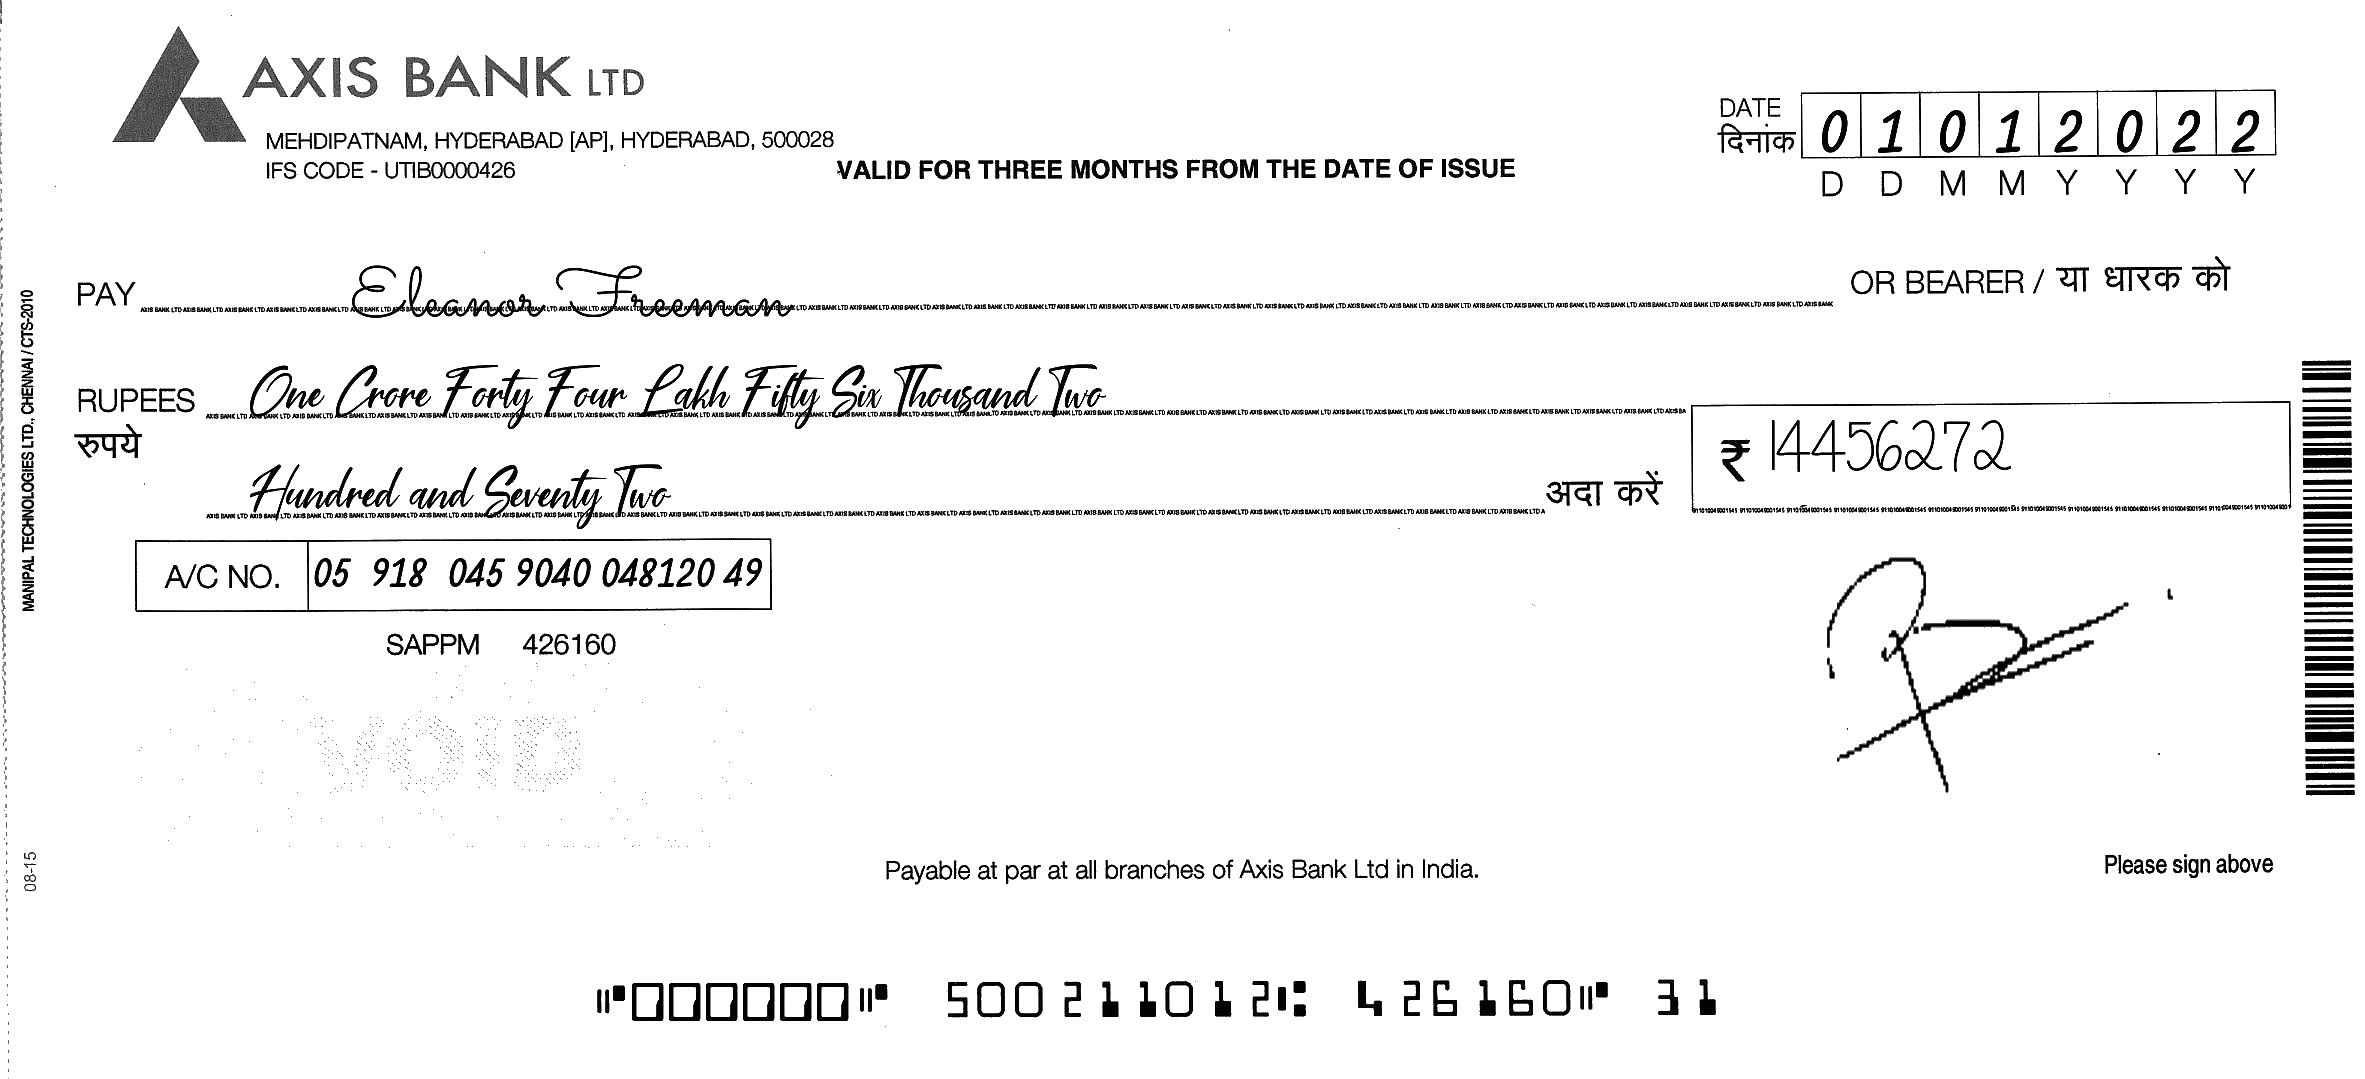 AXIS BANK LTD
MEHDIPATNAM, HYDERABAD [AP], HYDERABAD, 500028
IFS CODE - UTIB0000426
VALID FOR THREE MONTHS FROM THE DATE OF ISSUE
DATE
दिनांक
0 1 0 1 2 0 2 2
D D M M Y Y Y Y
PAY Eleanor Freeman OR BEARER / या धारक को
RUPEES One Crore Forty Four Lakh Fifty Six Thousand Two
रुपये
Hundred and Seventy Two अदा करें
₹ 14456272
A/C NO. 05 918 045 9040 048120 49
SAPPM 426160
VOID
Payable at par at all branches of Axis Bank Ltd in India.
Please sign above
000000 500211012 426160 31
MANIPAL TECHNOLOGIES LTD., CHENNAI / CTS-2010
08-15